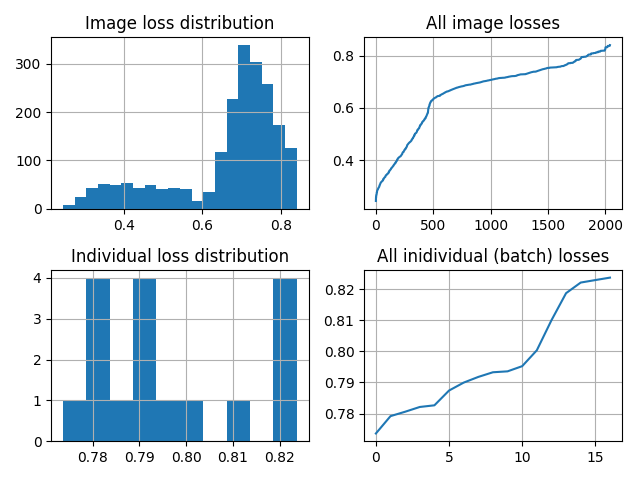 Image loss distribution
300
200
100
0
0.4 0.6 0.8
All image losses
0.8
0.6
0.4
0 500 1000 1500 2000
Individual loss distribution
4
3
2
1
0
0.78 0.79 0.80 0.81 0.82
All inidividual (batch) losses
0.82
0.81
0.80
0.79
0.78
0 5 10 15